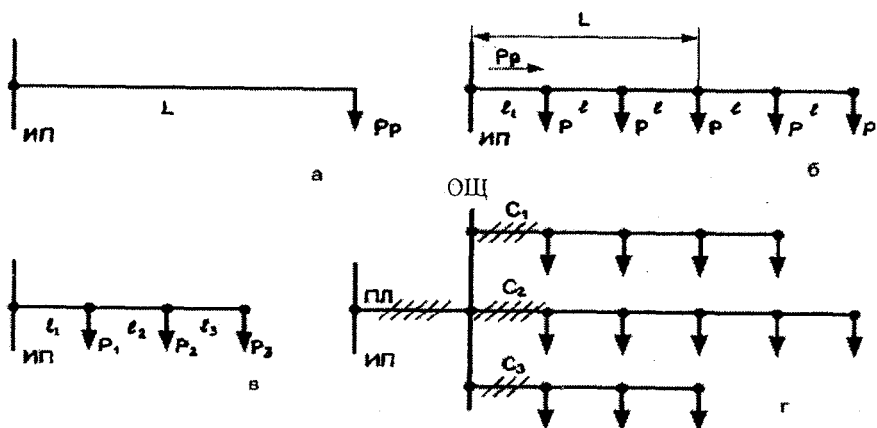 L
ИП
Pр
а
L
Pр
ℓ₁ ℓ ℓ ℓ ℓ
P P P P P
ИП
б
ℓ₁ ℓ₂ ℓ₃
P₁ P₂ P₃
ИП
в
ОЩ
C₁
ПЛ
C₂
ИП
C₃
г